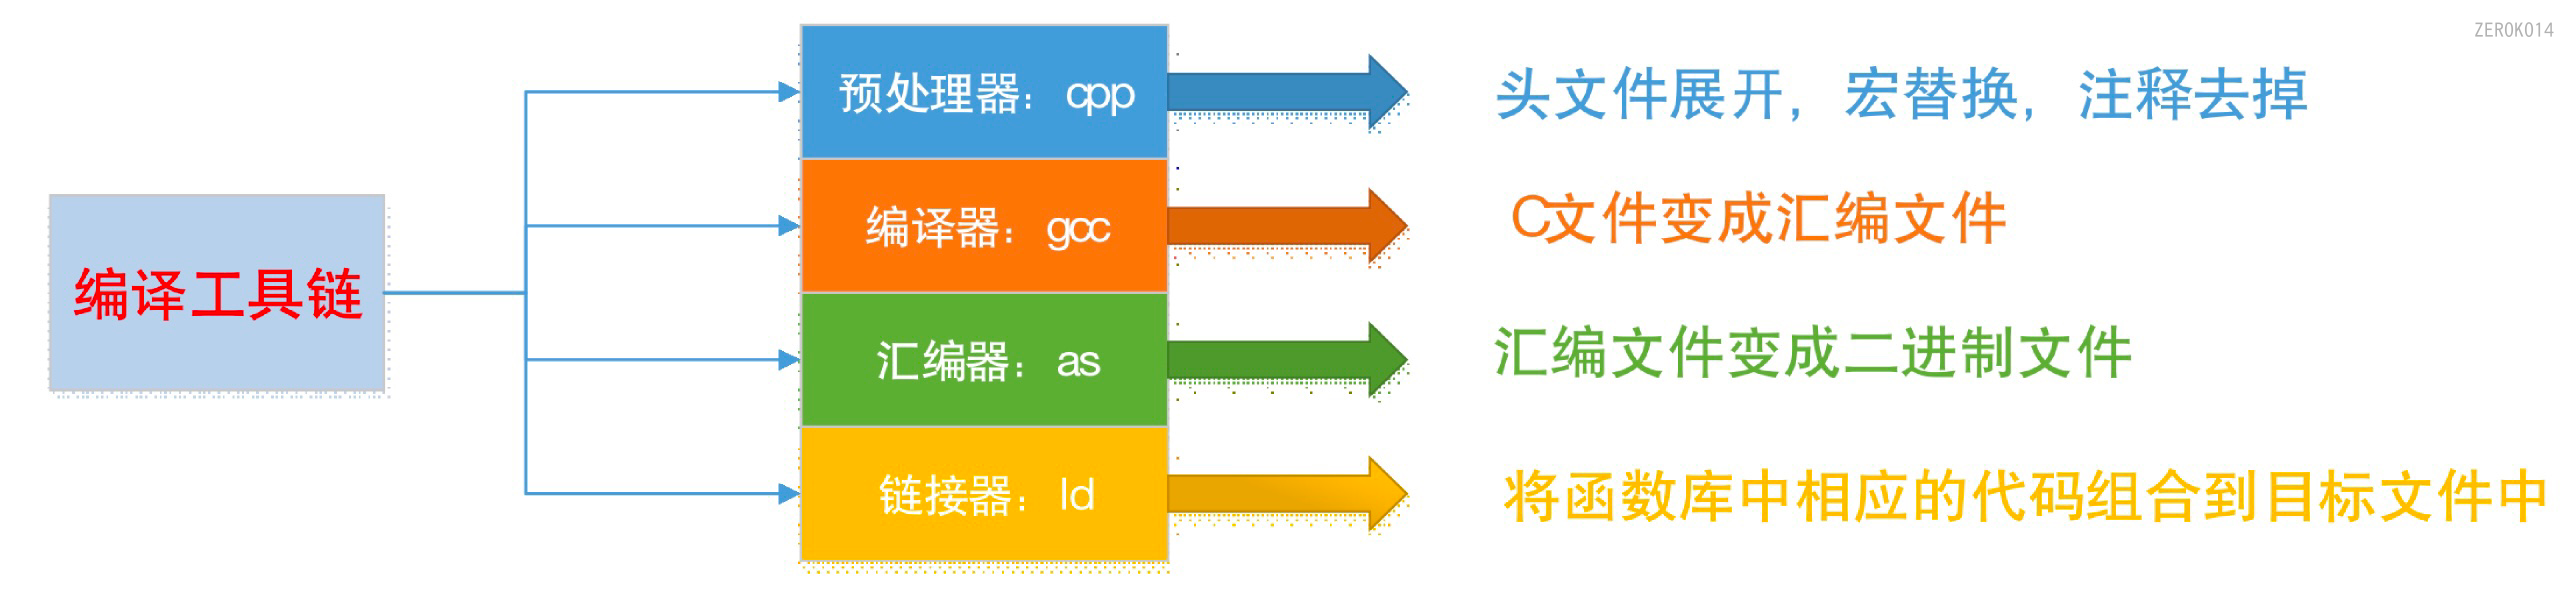 ZEROK014
编译工具链
预处理器：cpp
头文件展开，宏替换，注释去掉
编译器：gcc
C文件变成汇编文件
汇编器：as
汇编文件变成二进制文件
链接器：ld
将函数库中相应的代码组合到目标文件中